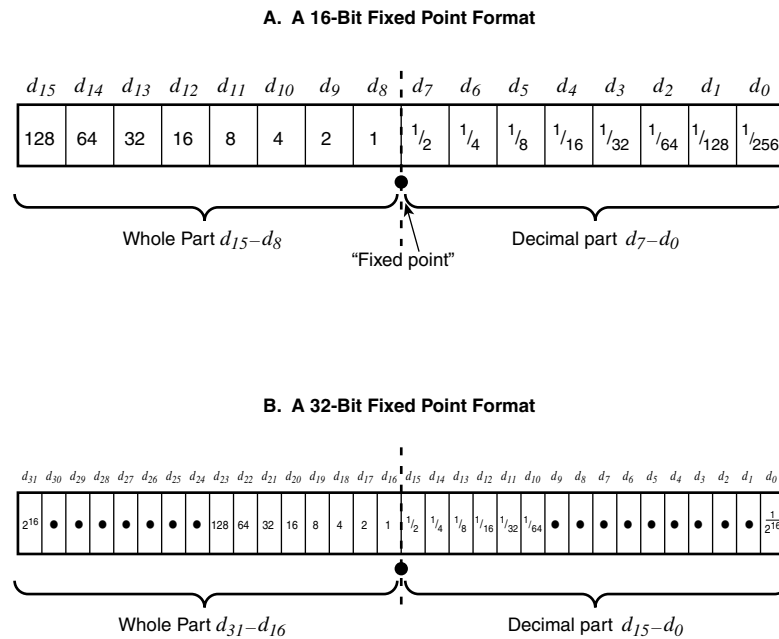 A. A 16-Bit Fixed Point Format
d15 d14 d13 d12 d11 d10 d9 d8 d7 d6 d5 d4 d3 d2 d1 d0
128 64 32 16 8 4 2 1 1/2 1/4 1/8 1/16 1/32 1/64 1/128 1/256
Whole Part d15–d8 Decimal part d7–d0
“Fixed point”
B. A 32-Bit Fixed Point Format
d31 d30 d29 d28 d27 d26 d25 d24 d23 d22 d21 d20 d19 d18 d17 d16 d15 d14 d13 d12 d11 d10 d9 d8 d7 d6 d5 d4 d3 d2 d1 d0
2^16 • • • • • • • 128 64 32 16 8 4 2 1 1/2 1/4 1/8 1/16 1/32 1/64 • • • • • • • • • 1/2^16
Whole Part d31–d16 Decimal part d15–d0